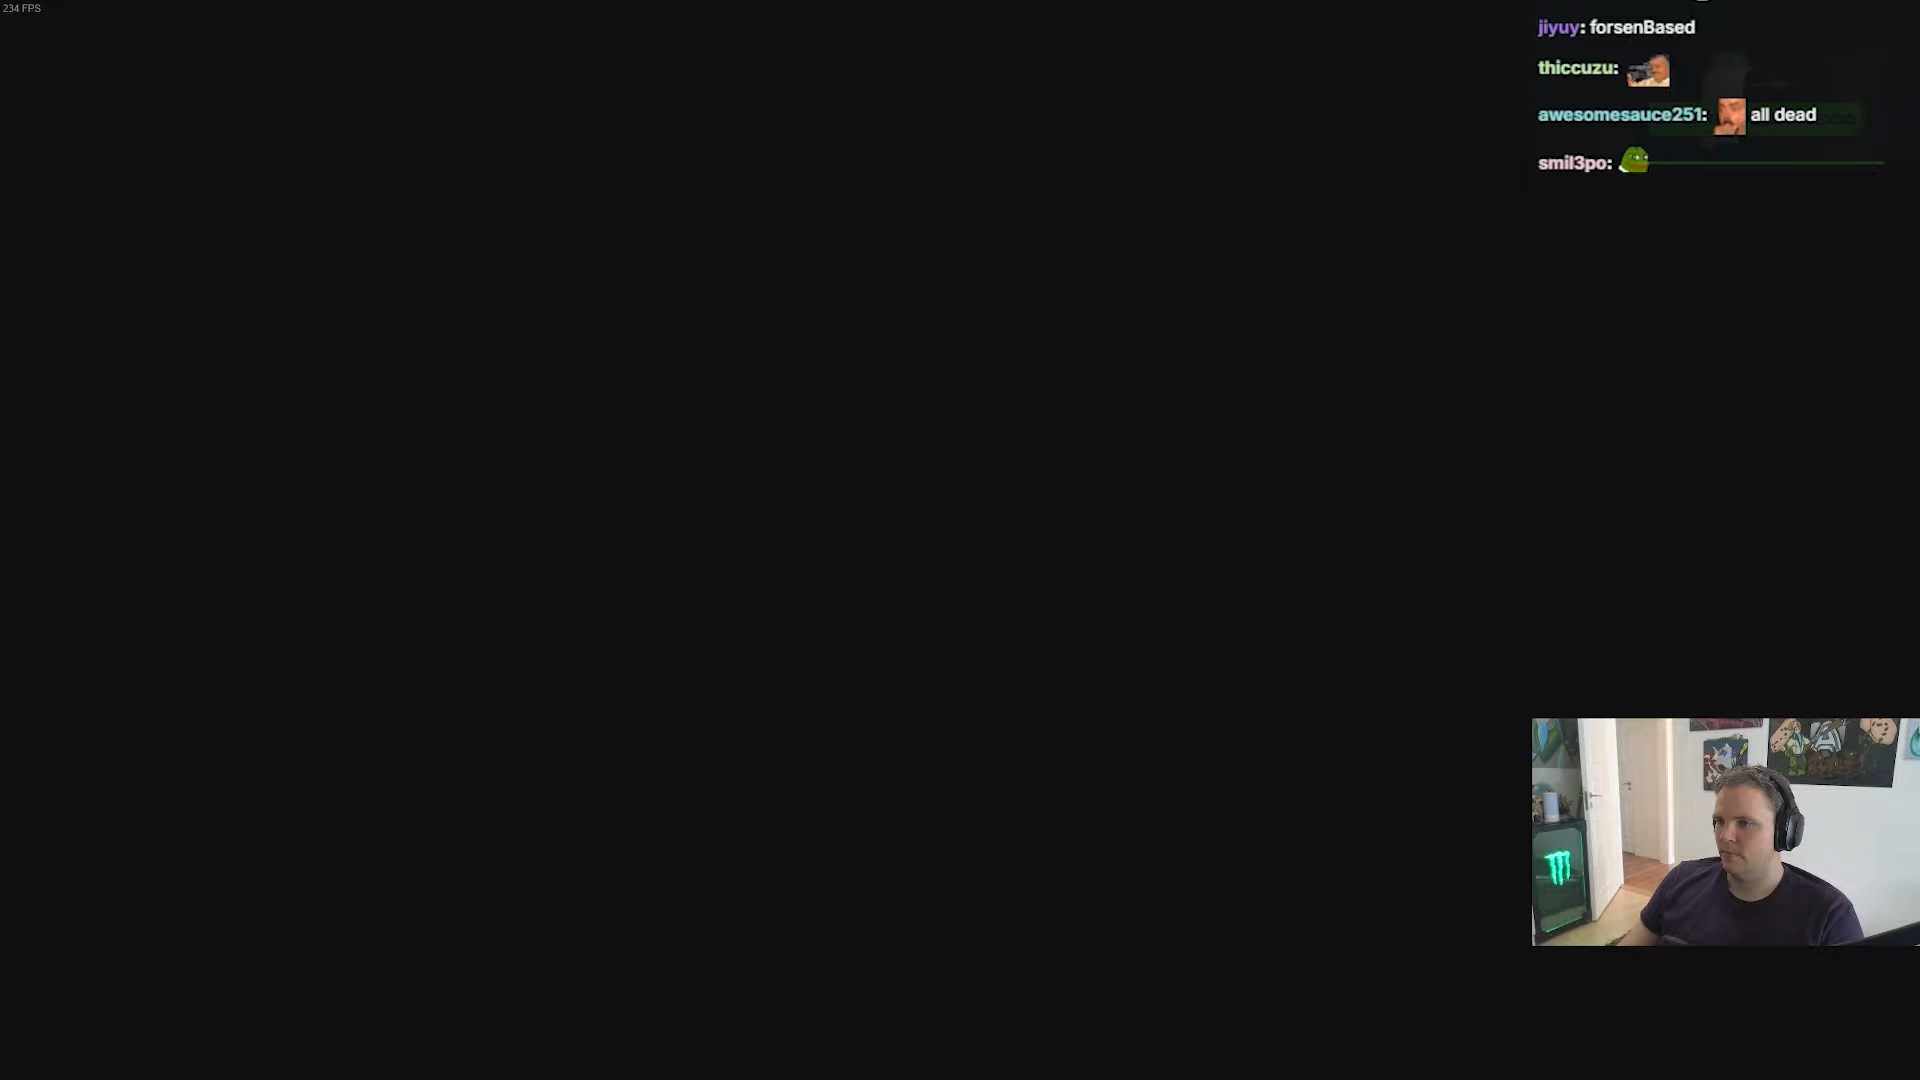 234 FPS
jiyuy: forsenBased
thiccuzu:
awesomesauce251: all dead
smil3po: